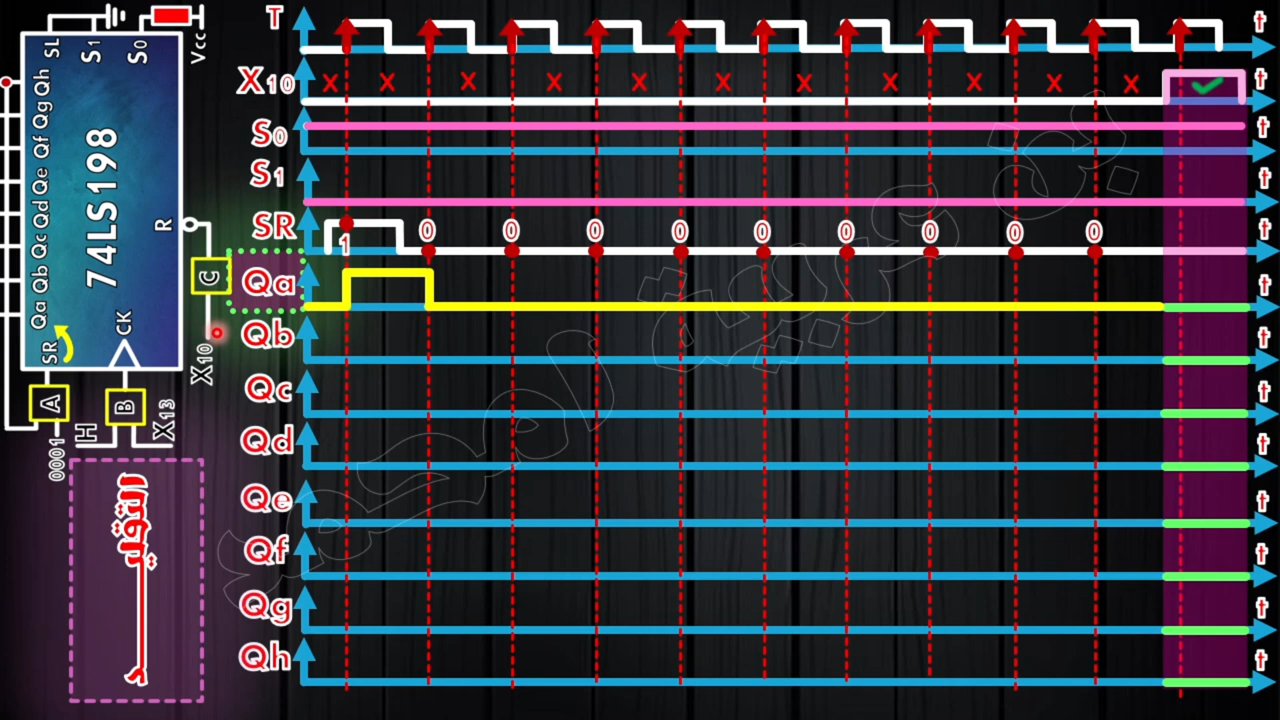 T
X10
S0
S1
SR
Qa
Qb
Qc
Qd
Qe
Qf
Qg
Qh
t
t
t
t
t
t
t
t
t
t
t
t
t
1 0 0 0 0 0 0 0 0 0
Qa Qb Qc Qd Qe Qf Qg Qh
SL
S1
S0
Vcc
74LS198
R
SR
CK
A
B
C
0001
H
X13
X10